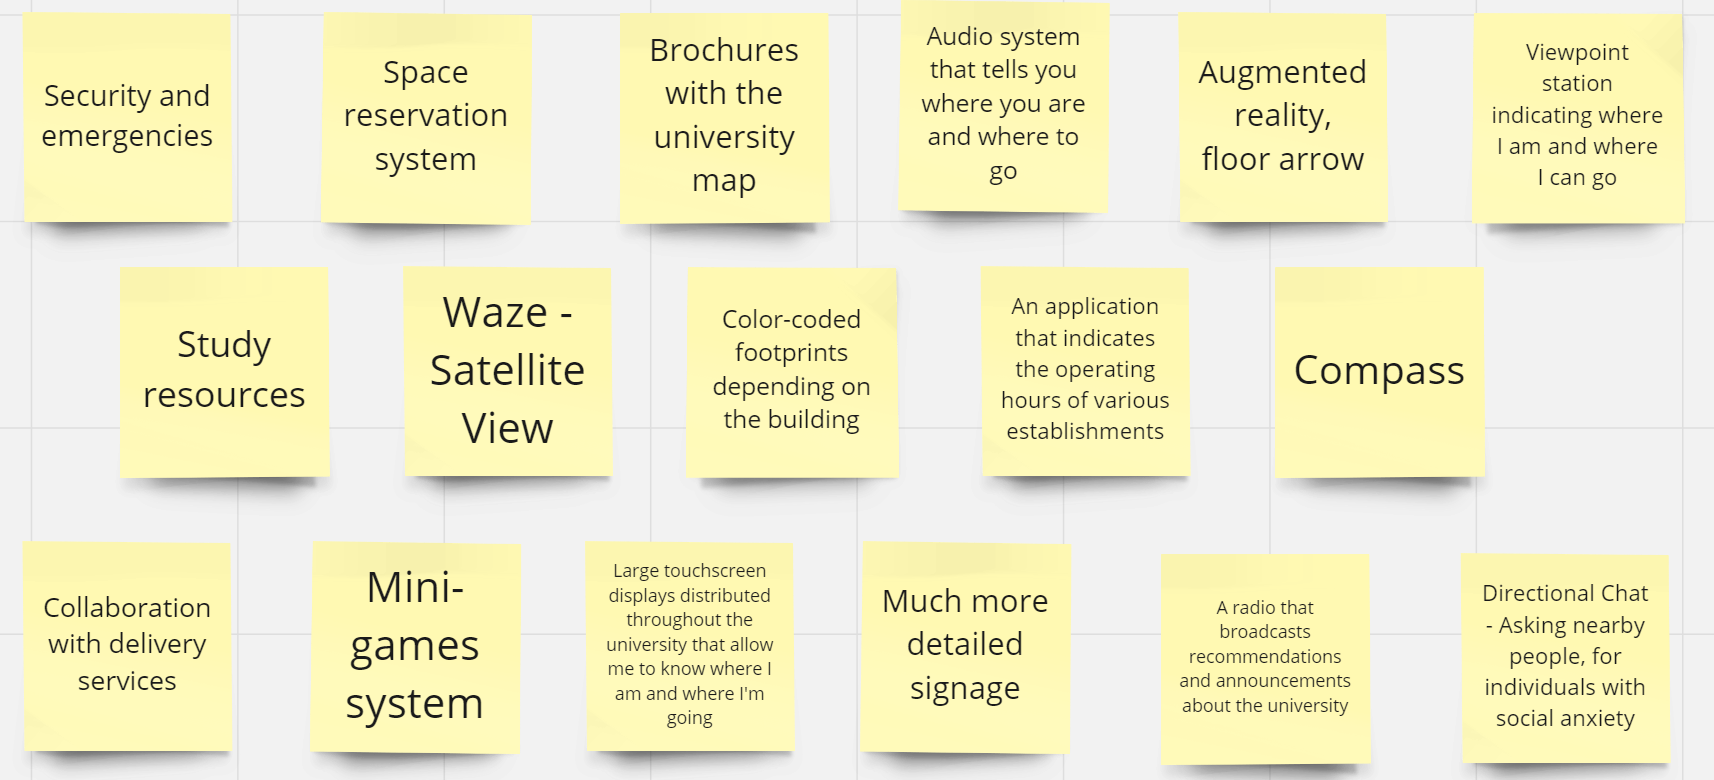 Security and
emergencies
Space
reservation
system
Brochures
with the
university
map
Audio system
that tells you
where you are
and where to
go
Augmented
reality,
floor arrow
Viewpoint
station
indicating where
I am and where
I can go
Study
resources
Waze -
Satellite
View
Color-coded
footprints
depending on
the building
An application
that indicates
the operating
hours of various
establishments
Compass
Collaboration
with delivery
services
Mini-
games
system
Large touchscreen
displays distributed
throughout the
university that allow
me to know where I
am and where I'm
going
Much more
detailed
signage
A radio that
broadcasts
recommendations
and announcements
about the university
Directional Chat
- Asking nearby
people, for
individuals with
social anxiety